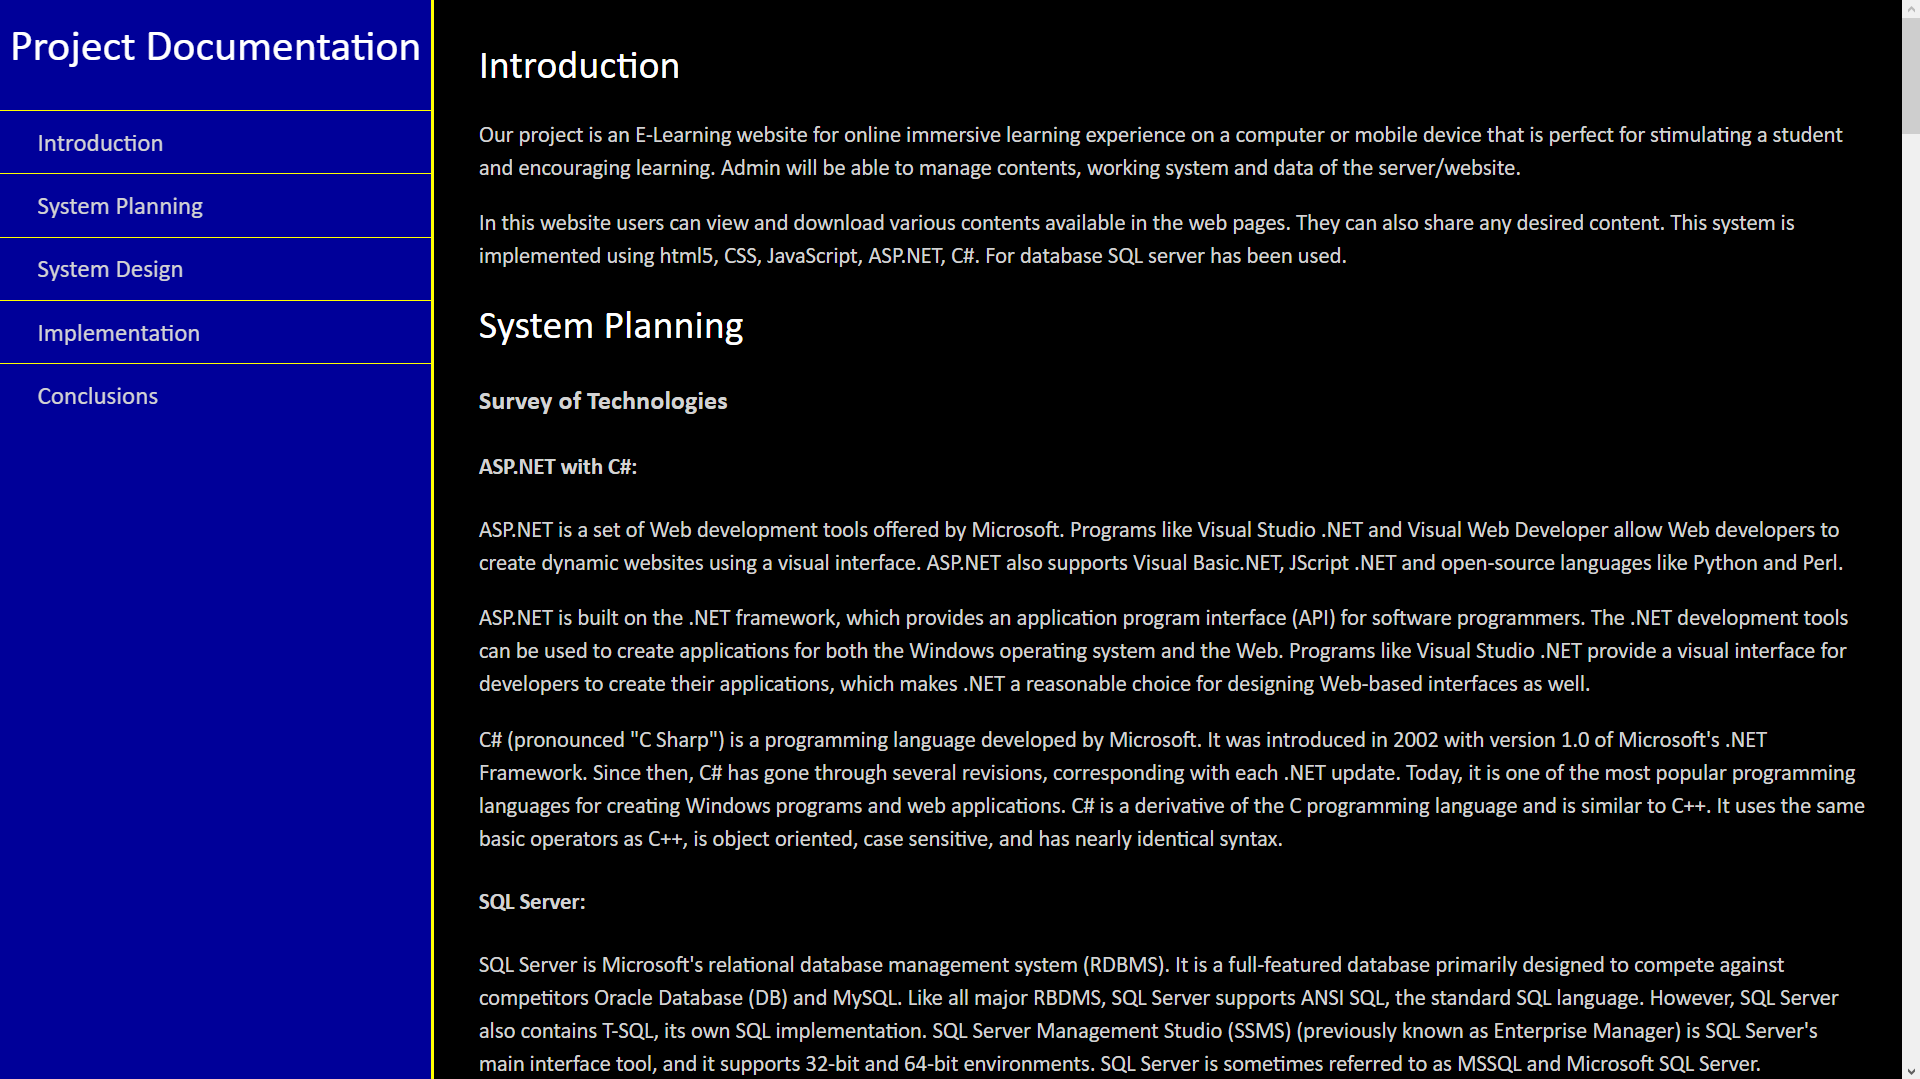 Project Documentation
Introduction
System Planning
System Design
Implementation
Conclusions
Introduction
Our project is an E-Learning website for online immersive learning experience on a computer or mobile device that is perfect for stimulating a student
and encouraging learning. Admin will be able to manage contents, working system and data of the server/website.
In this website users can view and download various contents available in the web pages. They can also share any desired content. This system is
implemented using html5, CSS, JavaScript, ASP.NET, C#. For database SQL server has been used.
System Planning
Survey of Technologies
ASP.NET with C#:
ASP.NET is a set of Web development tools offered by Microsoft. Programs like Visual Studio .NET and Visual Web Developer allow Web developers to
create dynamic websites using a visual interface. ASP.NET also supports Visual Basic.NET, JScript .NET and open-source languages like Python and Perl.
ASP.NET is built on the .NET framework, which provides an application program interface (API) for software programmers. The .NET development tools
can be used to create applications for both the Windows operating system and the Web. Programs like Visual Studio .NET provide a visual interface for
developers to create their applications, which makes .NET a reasonable choice for designing Web-based interfaces as well.
C# (pronounced "C Sharp") is a programming language developed by Microsoft. It was introduced in 2002 with version 1.0 of Microsoft's .NET
Framework. Since then, C# has gone through several revisions, corresponding with each .NET update. Today, it is one of the most popular programming
languages for creating Windows programs and web applications. C# is a derivative of the C programming language and is similar to C++. It uses the same
basic operators as C++, is object oriented, case sensitive, and has nearly identical syntax.
SQL Server:
SQL Server is Microsoft's relational database management system (RDBMS). It is a full-featured database primarily designed to compete against
competitors Oracle Database (DB) and MySQL. Like all major RBDMS, SQL Server supports ANSI SQL, the standard SQL language. However, SQL Server
also contains T-SQL, its own SQL implementation. SQL Server Management Studio (SSMS) (previously known as Enterprise Manager) is SQL Server's
main interface tool, and it supports 32-bit and 64-bit environments. SQL Server is sometimes referred to as MSSQL and Microsoft SQL Server.